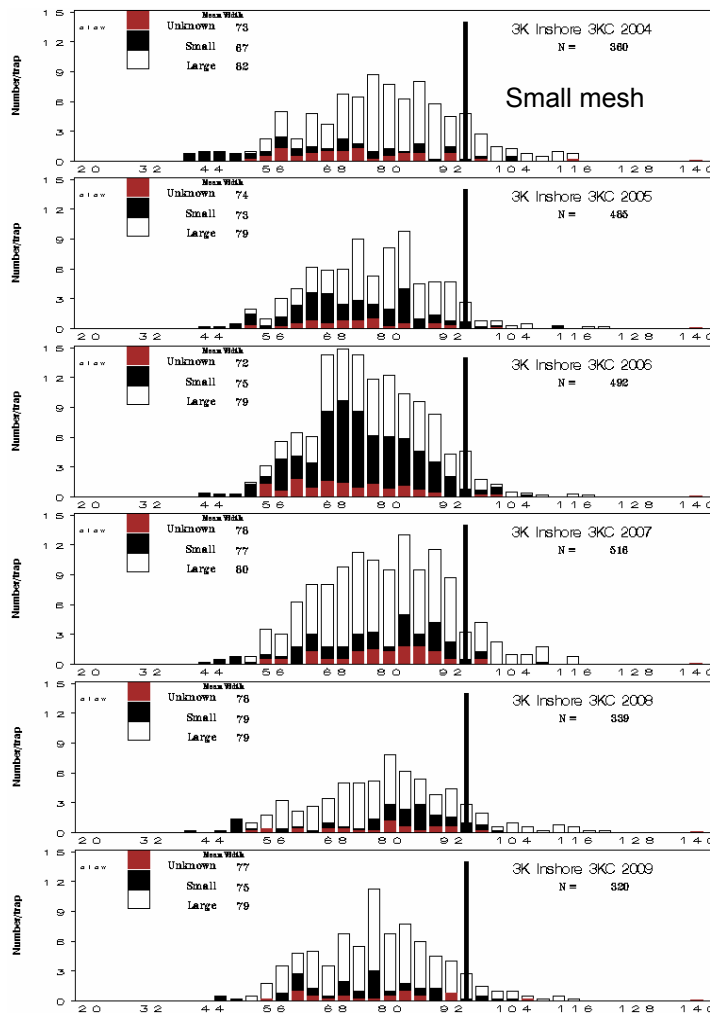 Number/trap
15
12
9
6
3
0
claw
Mean Width
Unknown 73
Small 67
Large 82
3K Inshore 3KC 2004
N = 360
Small mesh
20 32 44 56 68 80 92 104 116 128 140
Number/trap
15
12
9
6
3
0
claw
Mean Width
Unknown 74
Small 73
Large 79
3K Inshore 3KC 2005
N = 485
20 32 44 56 68 80 92 104 116 128 140
Number/trap
15
12
9
6
3
0
claw
Mean Width
Unknown 72
Small 75
Large 79
3K Inshore 3KC 2006
N = 492
20 32 44 56 68 80 92 104 116 128 140
Number/trap
15
12
9
6
3
0
claw
Mean Width
Unknown 78
Small 77
Large 80
3K Inshore 3KC 2007
N = 516
20 32 44 56 68 80 92 104 116 128 140
Number/trap
15
12
9
6
3
0
claw
Mean Width
Unknown 78
Small 79
Large 79
3K Inshore 3KC 2008
N = 339
20 32 44 56 68 80 92 104 116 128 140
Number/trap
15
12
9
6
3
0
claw
Mean Width
Unknown 77
Small 75
Large 79
3K Inshore 3KC 2009
N = 320
20 32 44 56 68 80 92 104 116 128 140